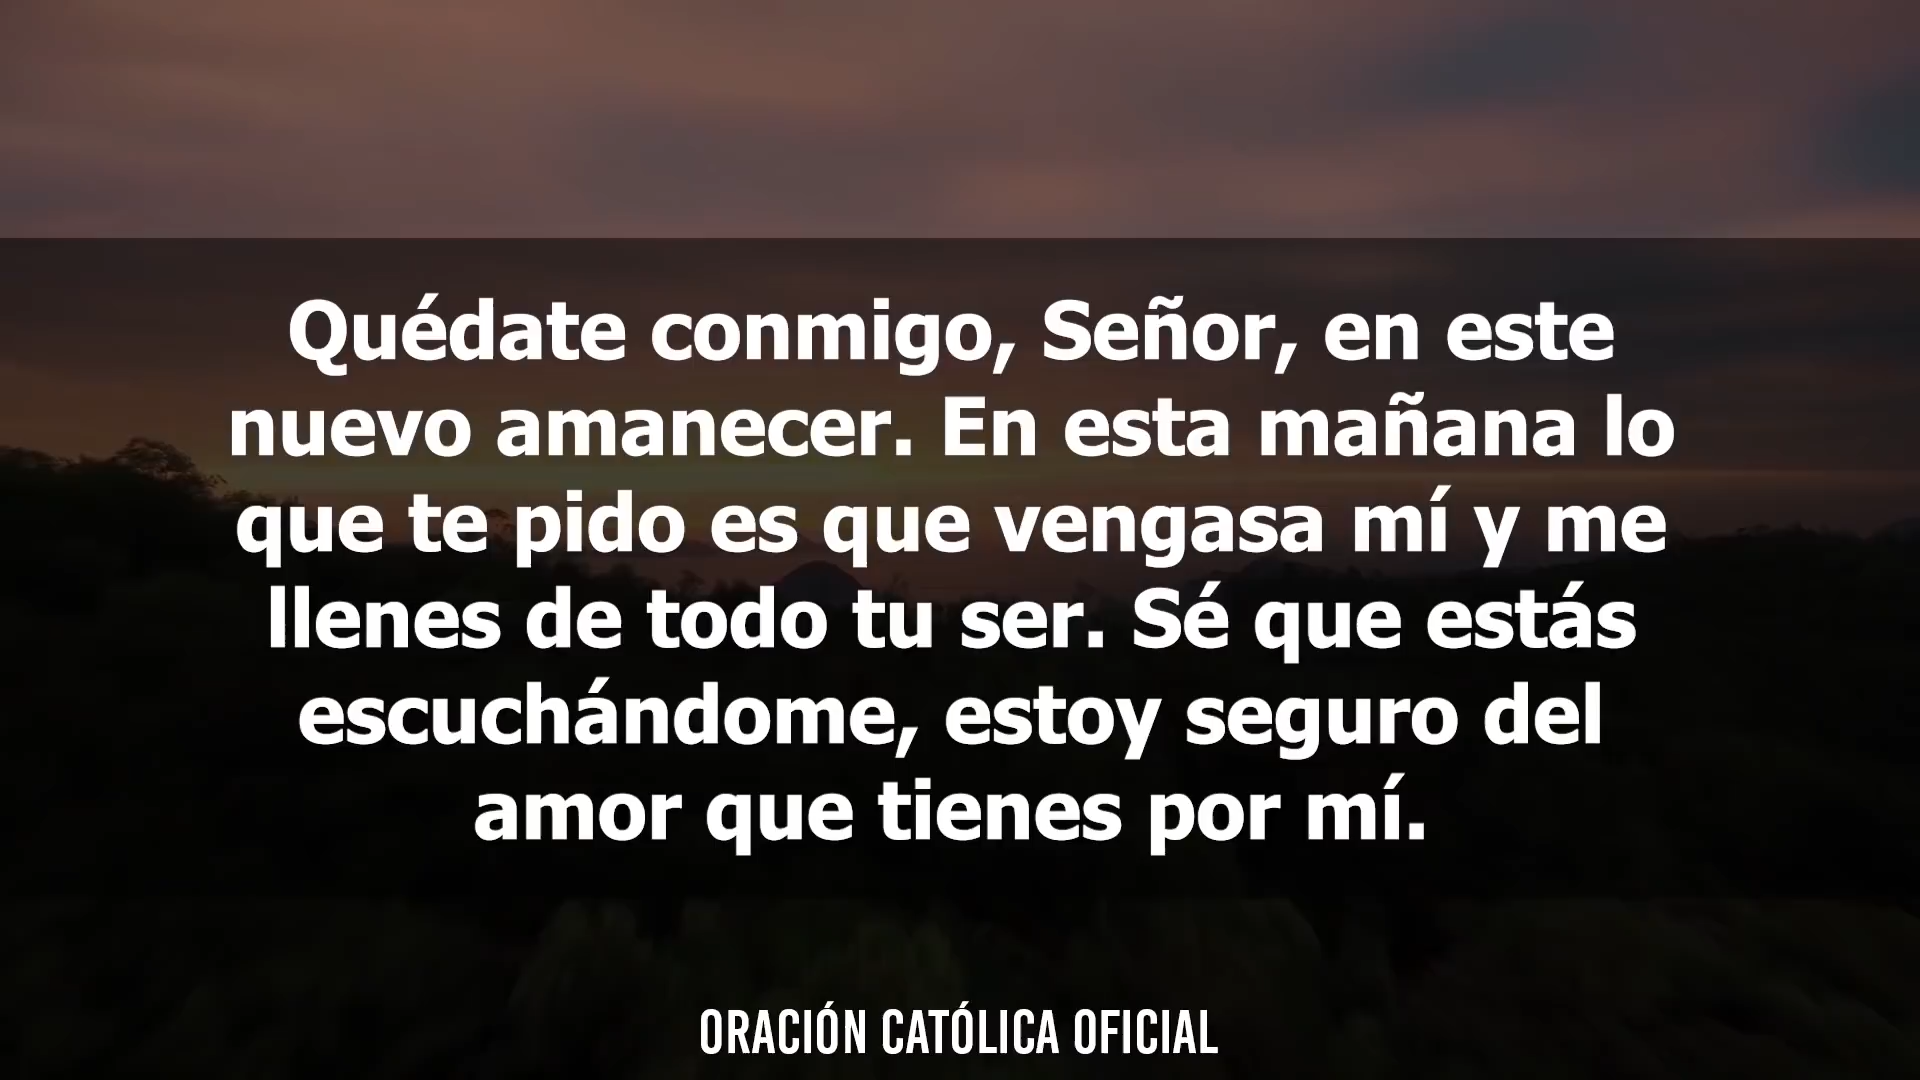 Quédate conmigo, Señor, en este
nuevo amanecer. En esta mañana lo
que te pido es que vengasa mí y me
llenes de todo tu ser. Sé que estás
escuchándome, estoy seguro del
amor que tienes por mí.
ORACIÓN CATÓLICA OFICIAL